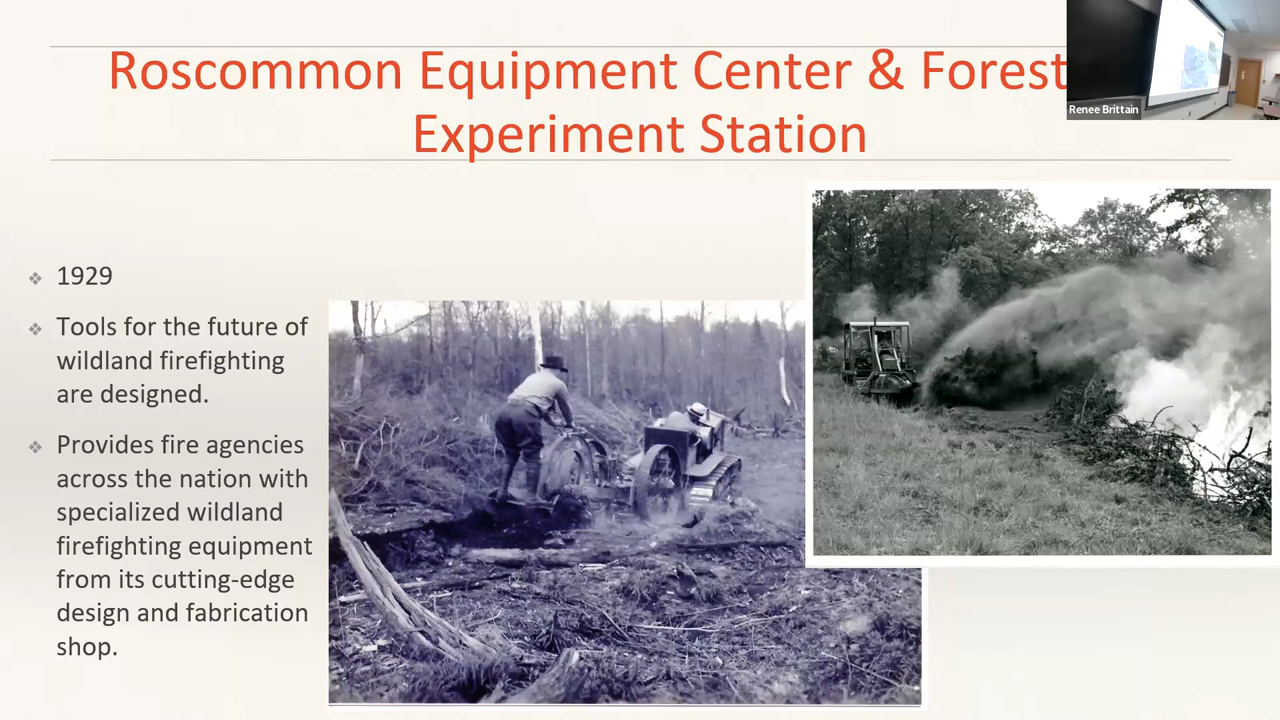 Roscommon Equipment Center & Forest
Experiment Station
Renee Brittain
❖ 1929
❖ Tools for the future of
wildland firefighting
are designed.
❖ Provides fire agencies
across the nation with
specialized wildland
firefighting equipment
from its cutting-edge
design and fabrication
shop.